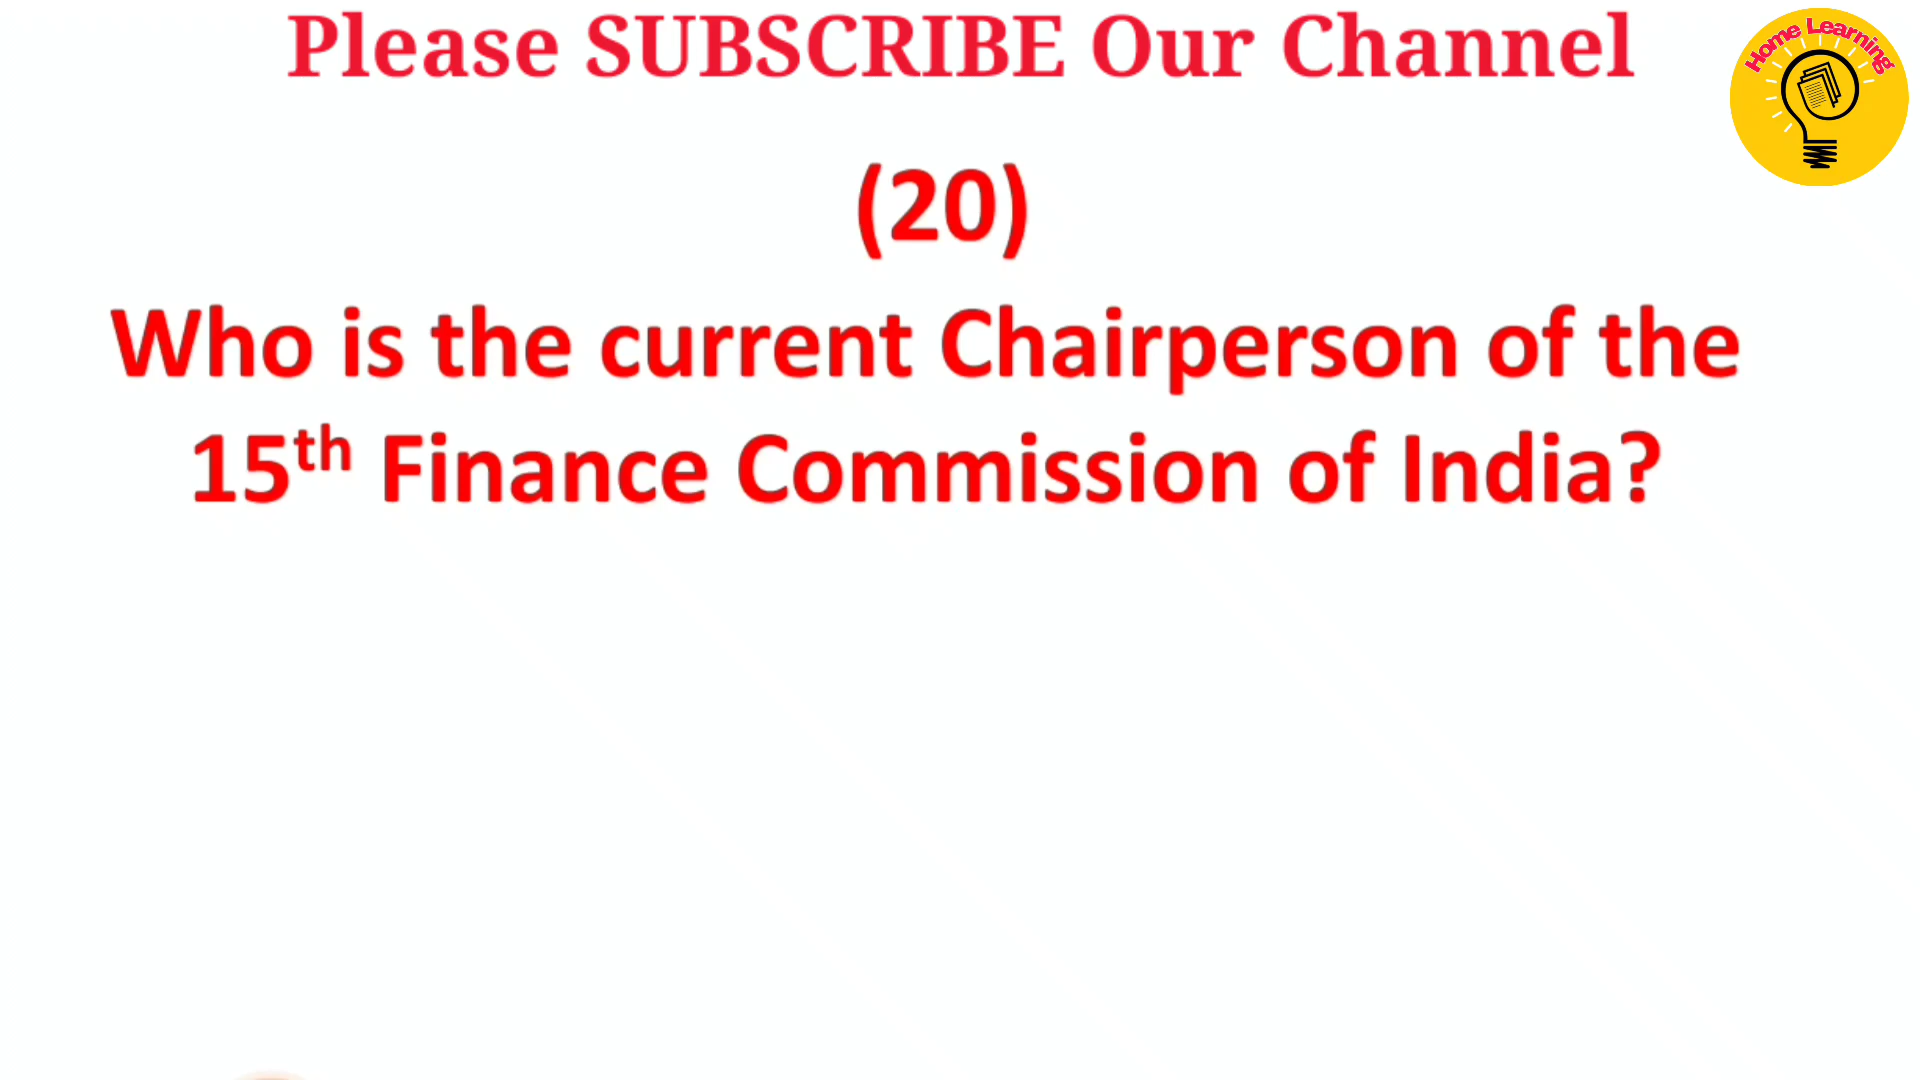 Please SUBSCRIBE Our Channel
Home Learning
(20)
Who is the current Chairperson of the
15th Finance Commission of India?